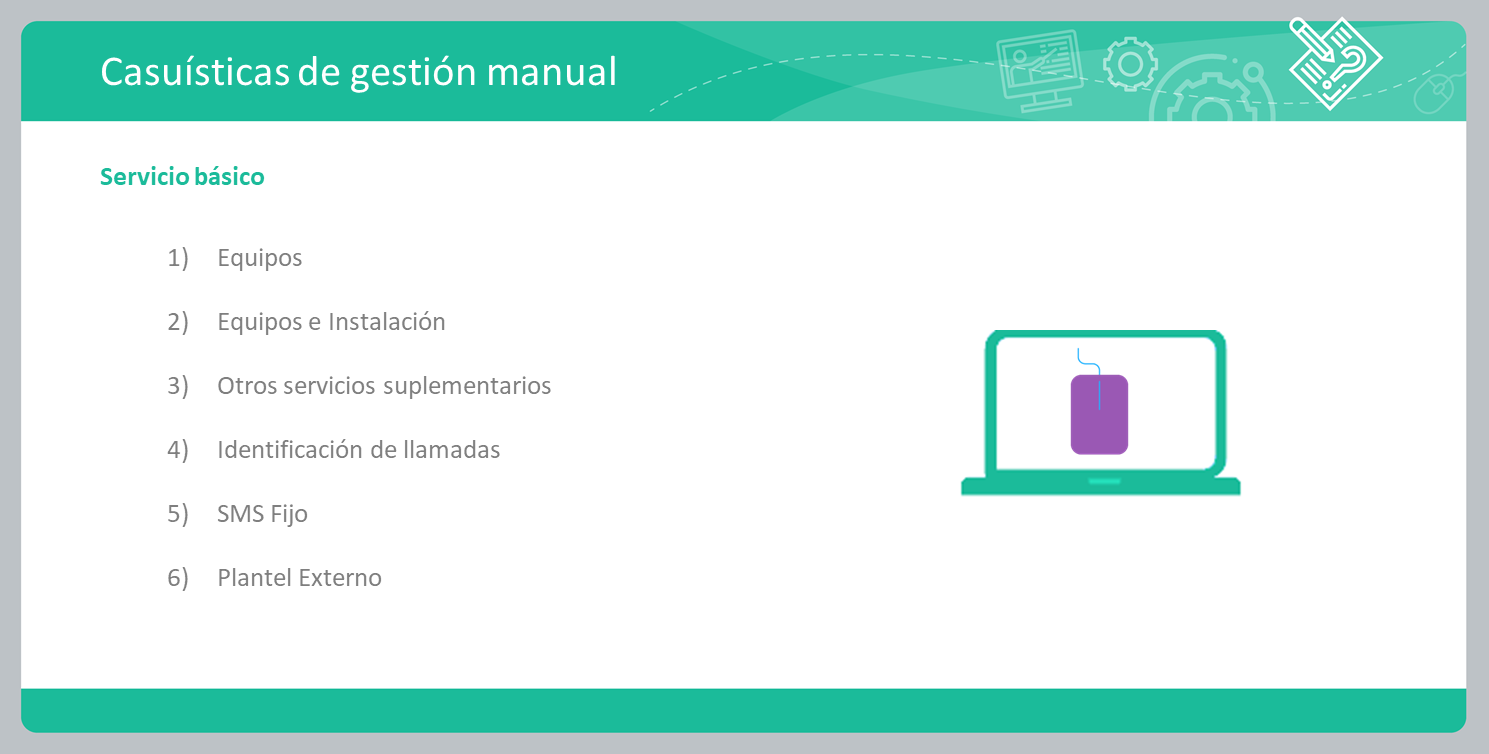 Casuísticas de gestión manual
Servicio básico
1) Equipos
2) Equipos e Instalación
3) Otros servicios suplementarios
4) Identificación de llamadas
5) SMS Fijo
6) Plantel Externo